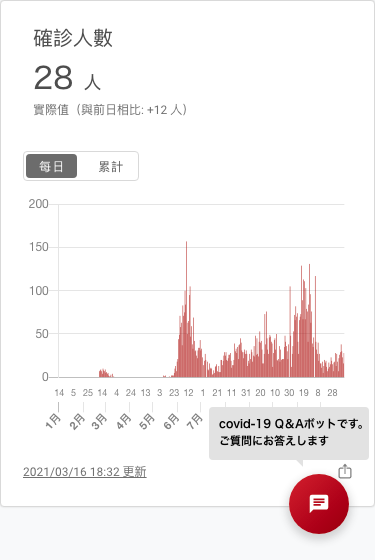 確診人數
28 人
實際值（與前日相比: +12 人）
每日 累計
200
150
100
50
0
14 5 25 14 4 24 13 3 23 12 1 21 11 31 20 10 30 19 8 28
1月 2月 3月 4月 5月 6月 7月
covid-19 Q&Aボットです。
ご質問にお答えします
2021/03/16 18:32 更新